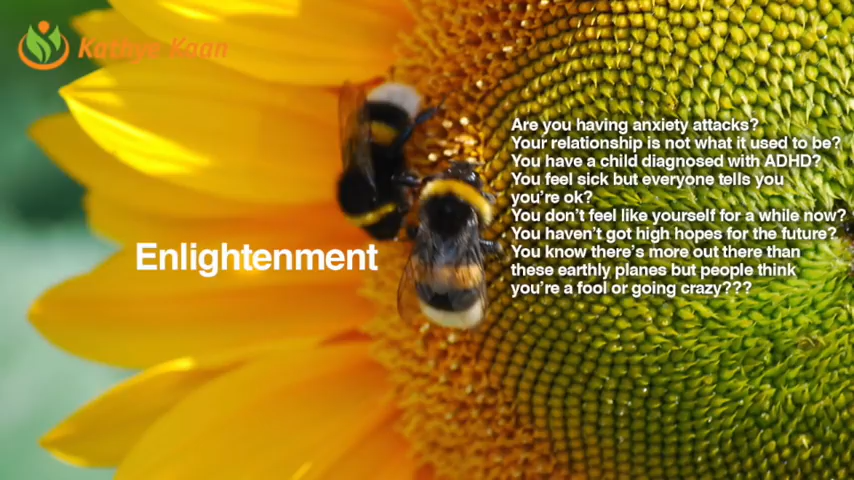 Kathye Kaan
Enlightenment
Are you having anxiety attacks?
Your relationship is not what it used to be?
You have a child diagnosed with ADHD?
You feel sick but everyone tells you
you're ok?
You don't feel like yourself for a while now?
You haven't got high hopes for the future?
You know there's more out there than
these earthly planes but people think
you're a fool or going crazy???